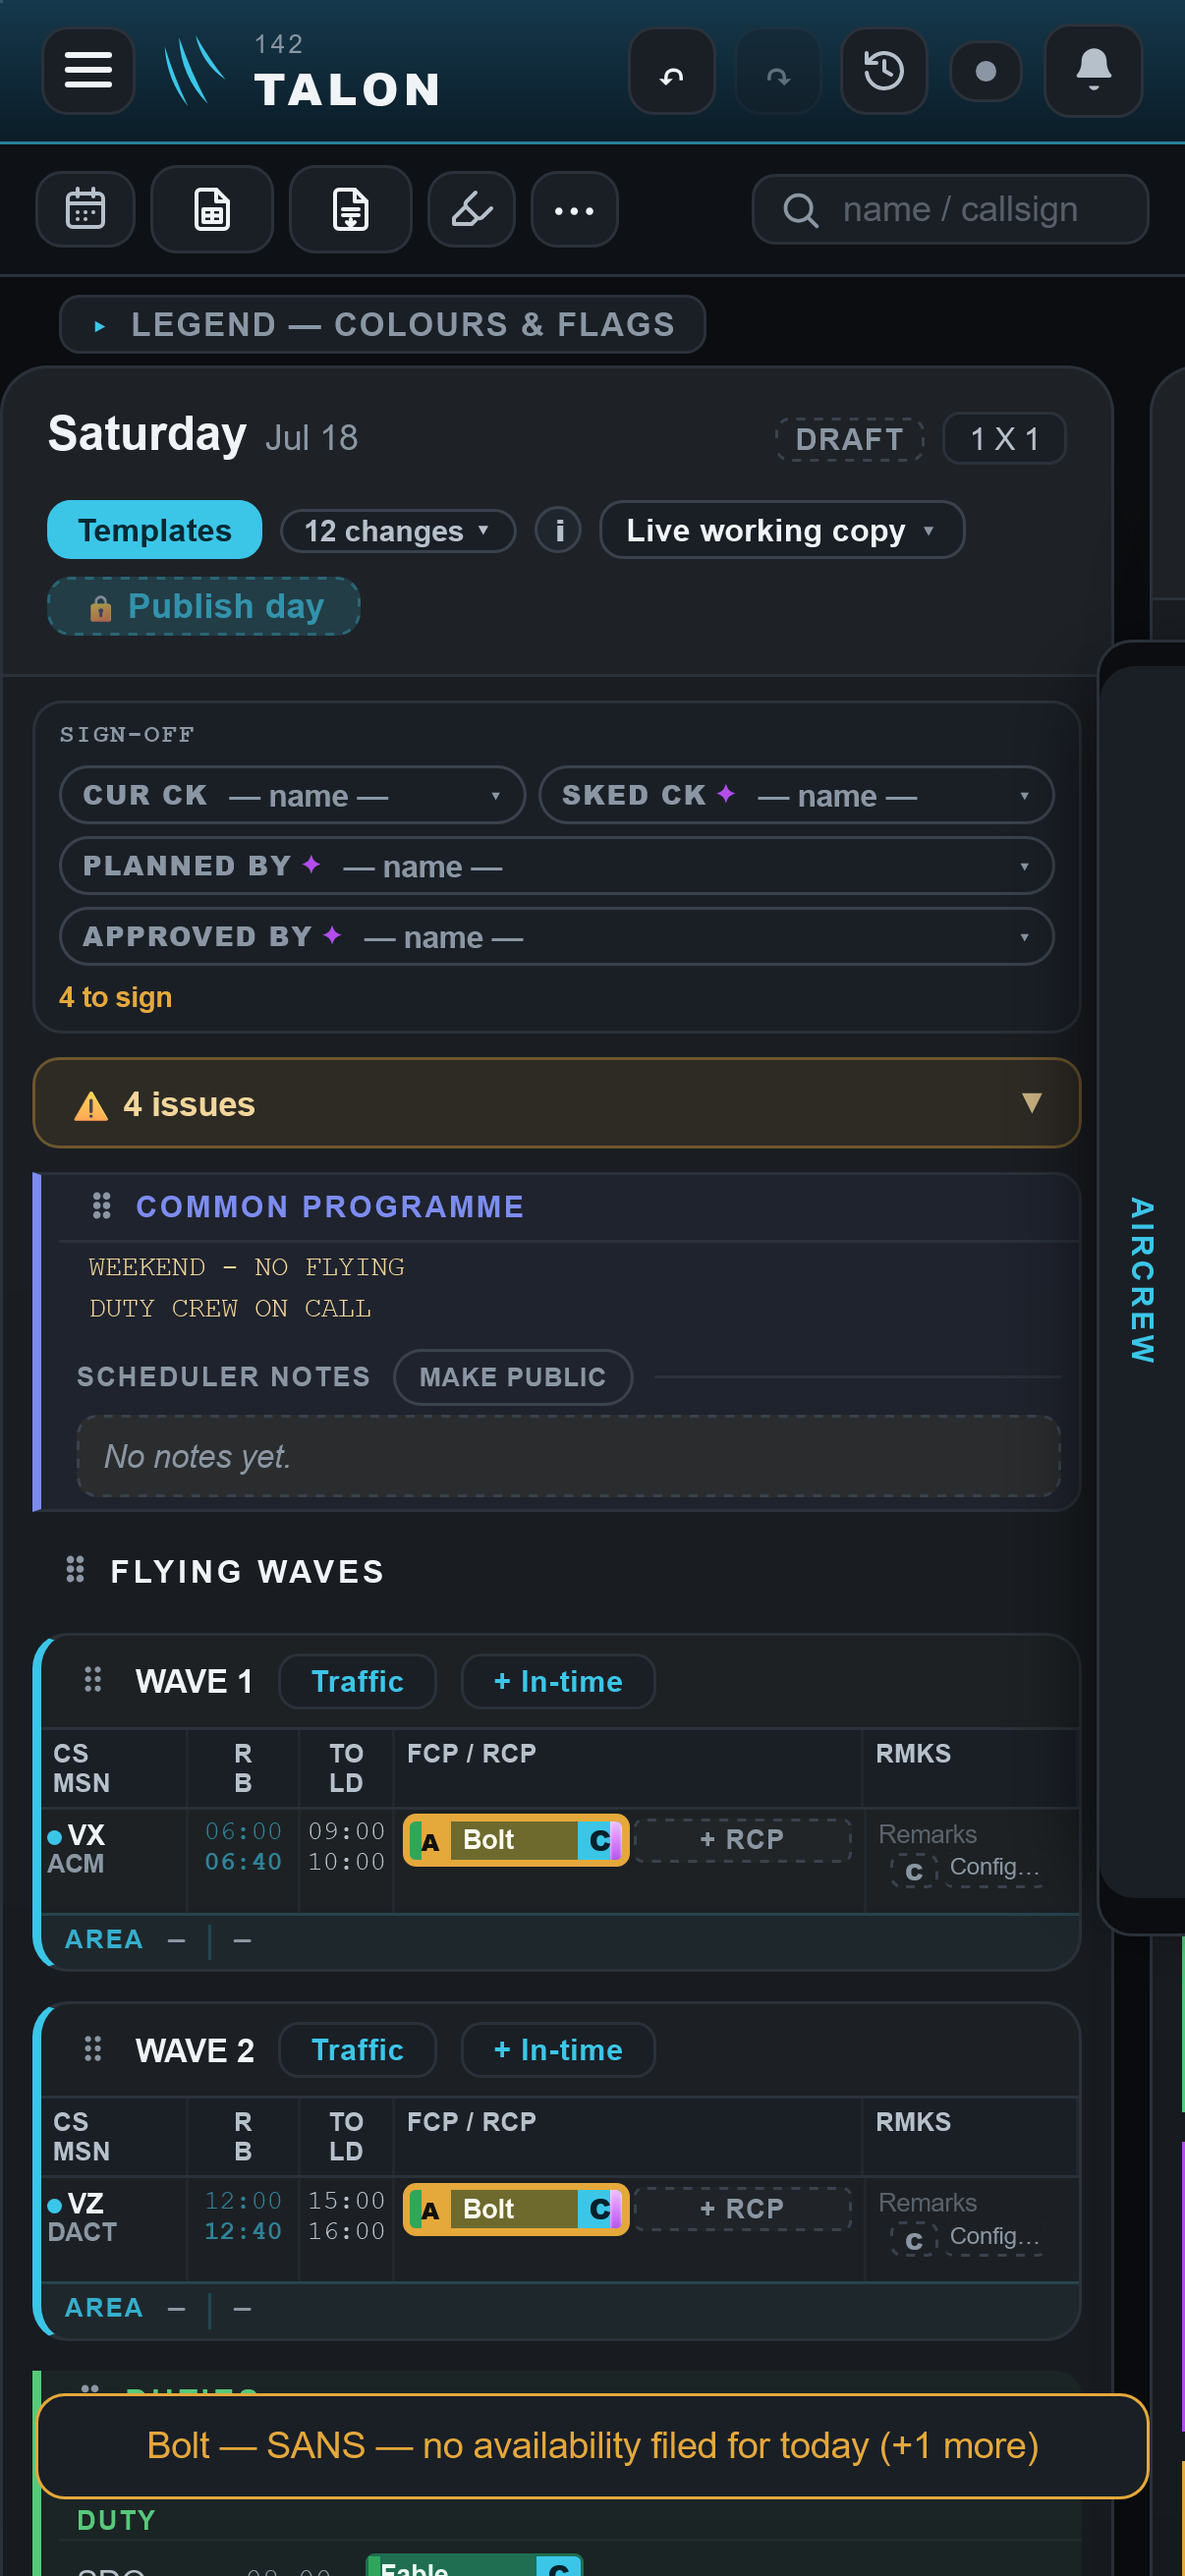 142
TALON
name / callsign
LEGEND — COLOURS & FLAGS
Saturday Jul 18 DRAFT 1 X 1
Templates 12 changes i Live working copy
Publish day
SIGN-OFF
CUR CK — name — SKED CK — name —
PLANNED BY — name —
APPROVED BY — name —
4 to sign
4 issues
COMMON PROGRAMME
WEEKEND – NO FLYING
DUTY CREW ON CALL
SCHEDULER NOTES MAKE PUBLIC
No notes yet.
AIRCREW
FLYING WAVES
WAVE 1 Traffic + In-time
CS R TO FCP / RCP RMKS
MSN B LD
VX 06:00 09:00 A Bolt C + RCP Remarks
ACM 06:40 10:00 C Config...
AREA – –
WAVE 2 Traffic + In-time
CS R TO FCP / RCP RMKS
MSN B LD
VZ 12:00 15:00 A Bolt C + RCP Remarks
DACT 12:40 16:00 C Config...
AREA – –
Bolt — SANS — no availability filed for today (+1 more)
DUTY
Fable C